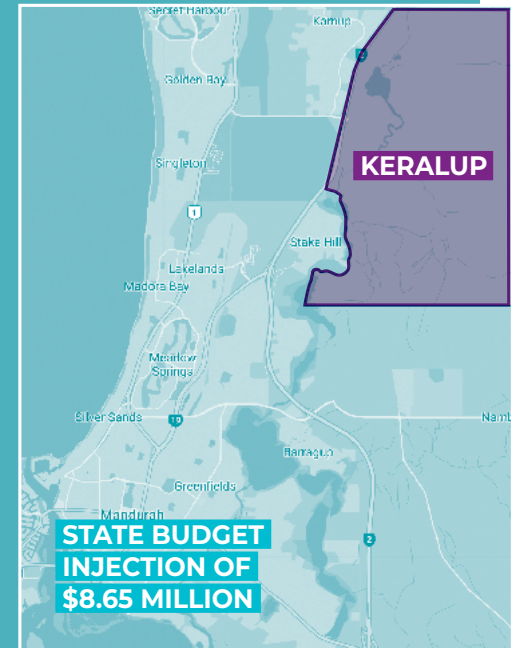 Secret Harbour
Karnup
Golden Bay
KERALUP
Singleton
1
Stake Hill
Lakelands
Madora Bay
Meadow
Springs
Silver Sands
19
Namb
Barragup
Greenfields
Mandurah
STATE BUDGET
INJECTION OF
$8.65 MILLION
2